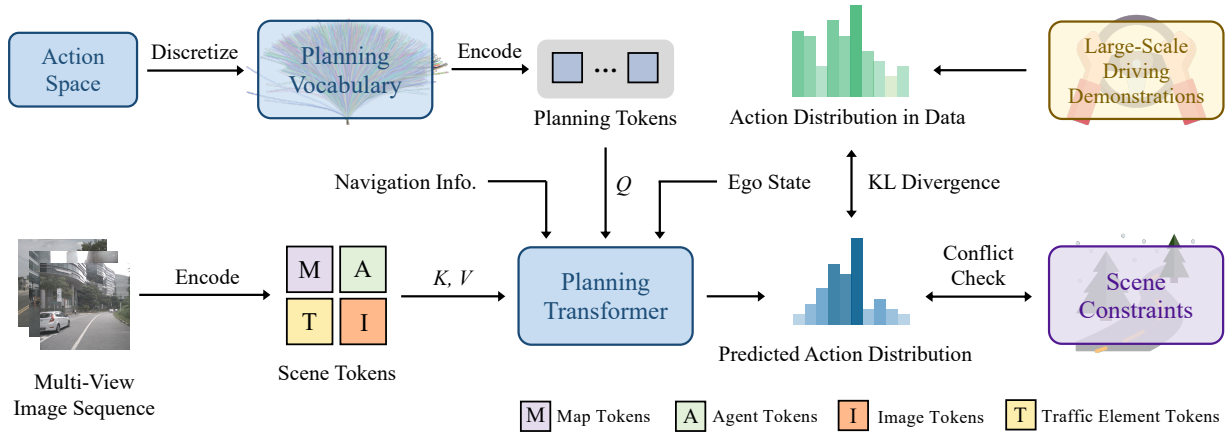 Action
Space
Discretize
Planning
Vocabulary
Encode
...
Planning Tokens
Action Distribution in Data
Large-Scale
Driving
Demonstrations
Navigation Info.
Q
Ego State
KL Divergence
Multi-View
Image Sequence
Encode
M
A
T
I
Scene Tokens
K, V
Planning
Transformer
Predicted Action Distribution
Conflict
Check
Scene
Constraints
M Map Tokens
A Agent Tokens
I Image Tokens
T Traffic Element Tokens